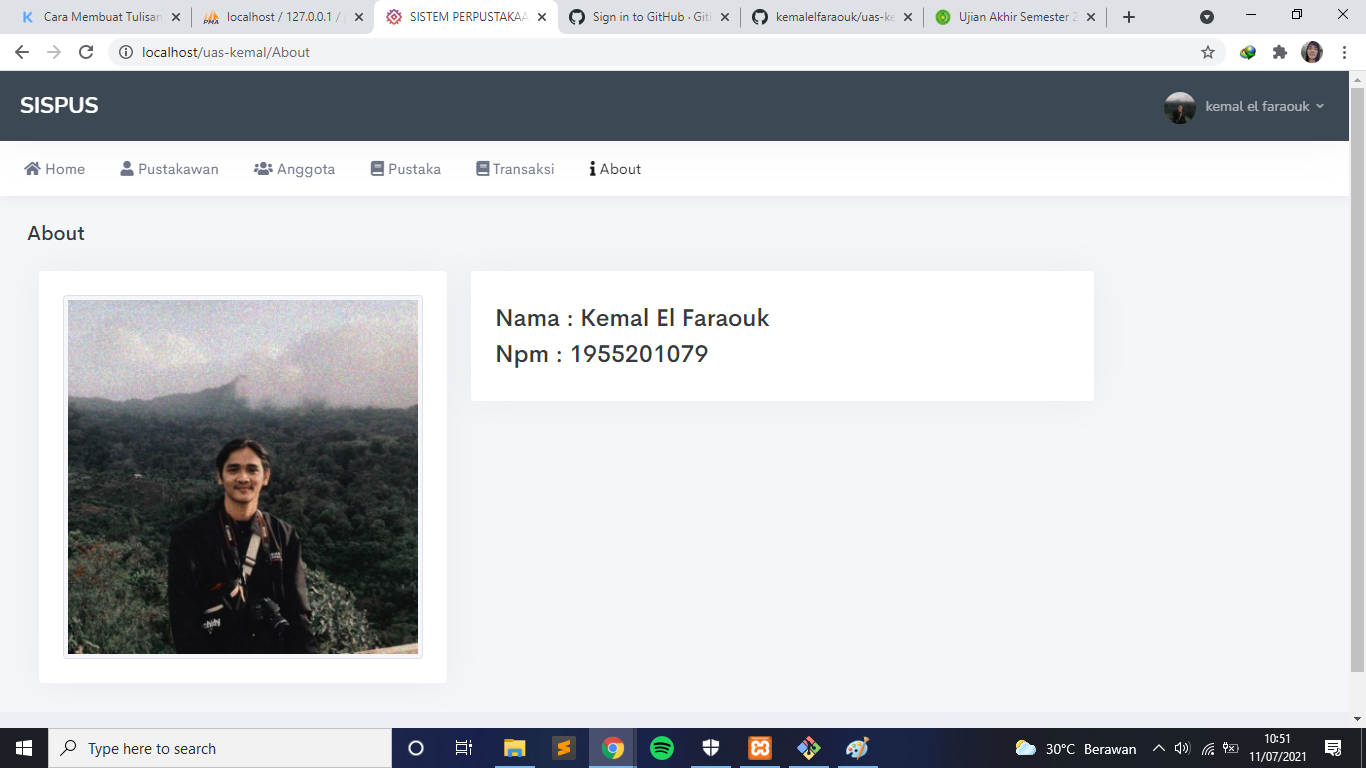 Cara Membuat Tulisan
localhost / 127.0.0.1 /
SISTEM PERPUSTAKAA
Sign in to GitHub · Git
kemalelfaraouk/uas-ke
Ujian Akhir Semester 2
localhost/uas-kemal/About
SISPUS
kemal el faraouk
Home Pustakawan Anggota Pustaka Transaksi About
About
Nama : Kemal El Faraouk
Npm : 1955201079
Type here to search
30°C Berawan
10:51
11/07/2021